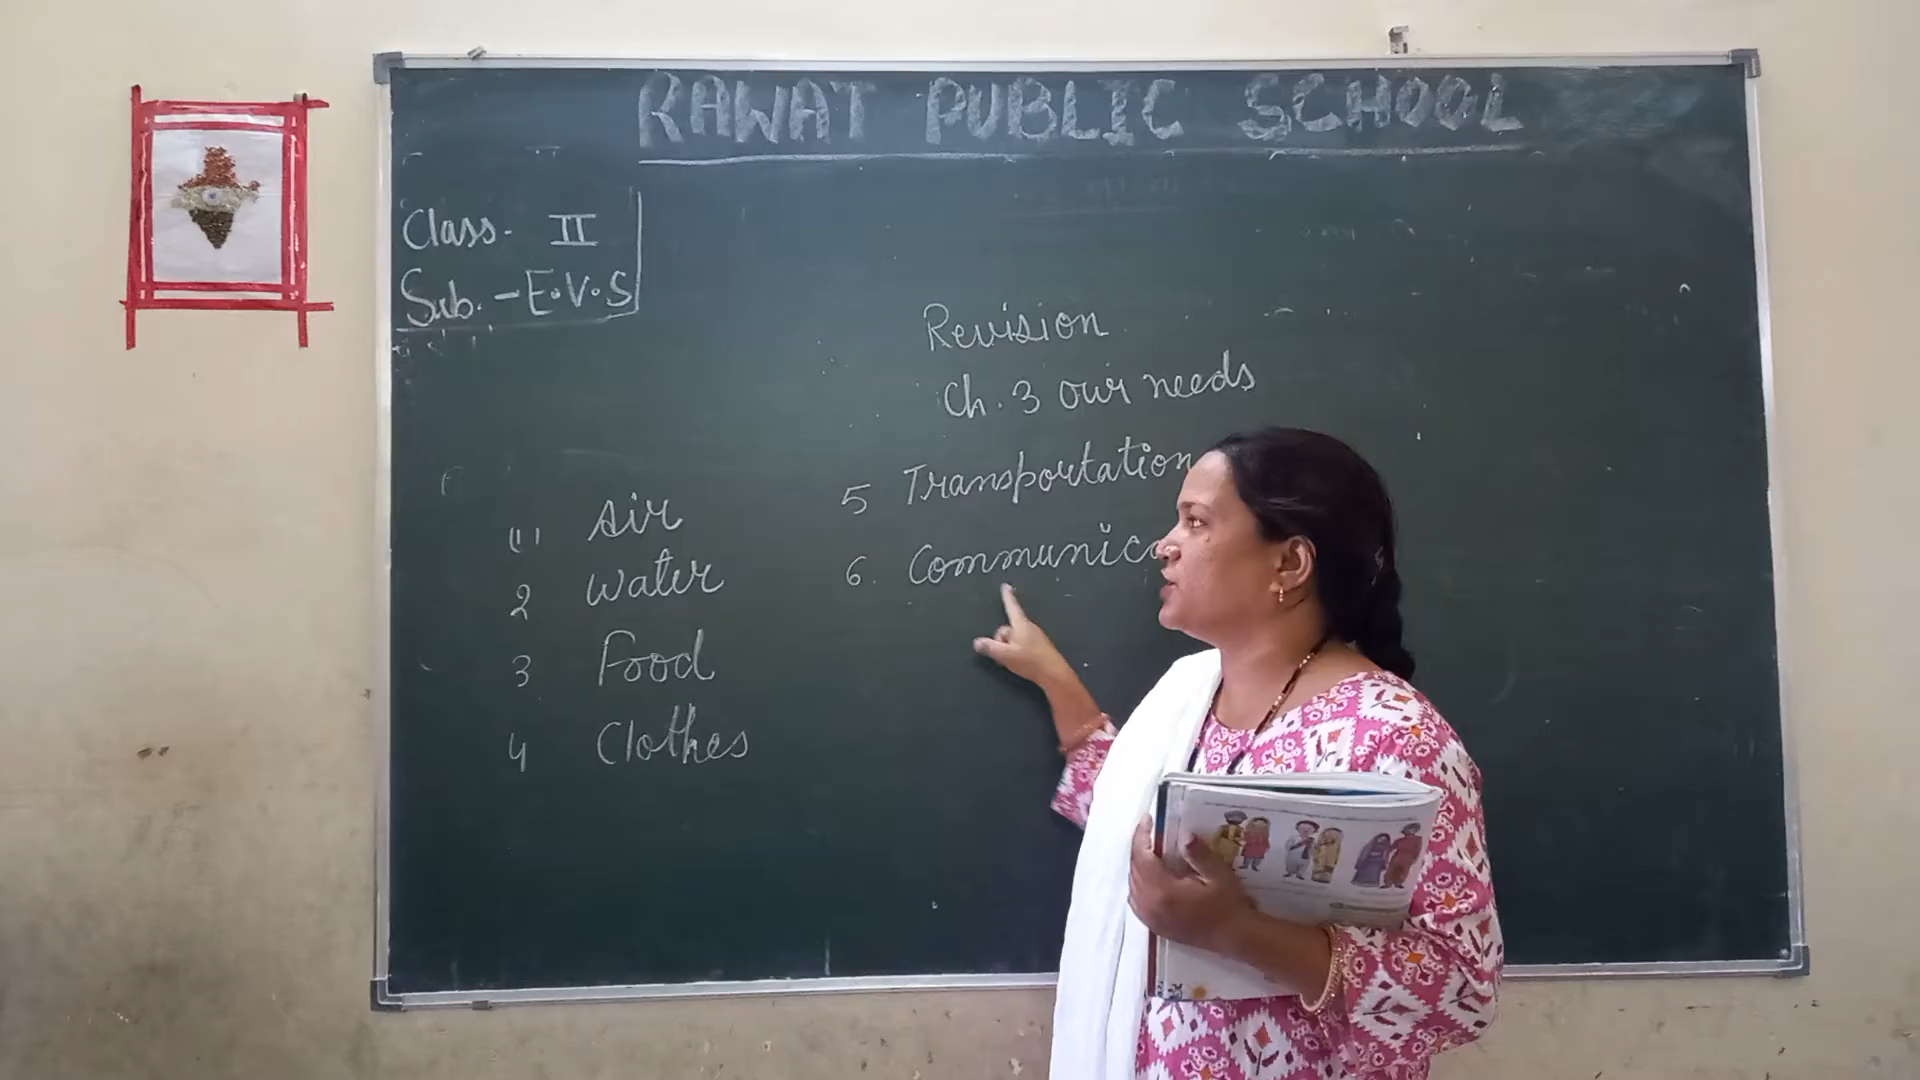 RAWAT PUBLIC SCHOOL
Class- II
Sub. - E.V.S
Revision
Ch. 3 our needs
(1) Air
2 Water
3 Food
4 Clothes
5 Transportation
6. Communica